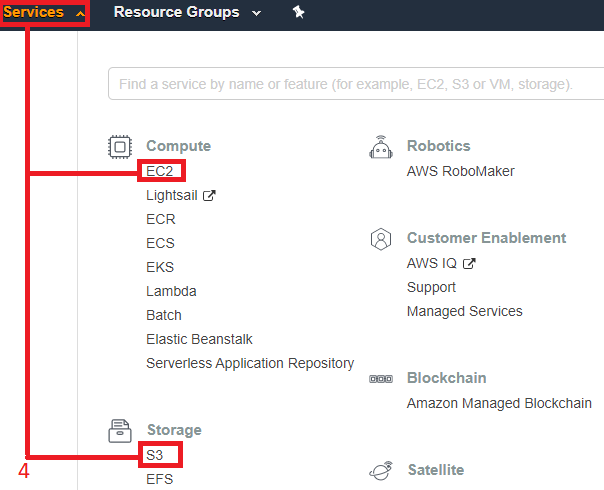 Services Resource Groups
Find a service by name or feature (for example, EC2, S3 or VM, storage).
Compute
EC2
Lightsail
ECR
ECS
EKS
Lambda
Batch
Elastic Beanstalk
Serverless Application Repository
Storage
S3
EFS
Robotics
AWS RoboMaker
Customer Enablement
AWS IQ
Support
Managed Services
Blockchain
Amazon Managed Blockchain
Satellite
4